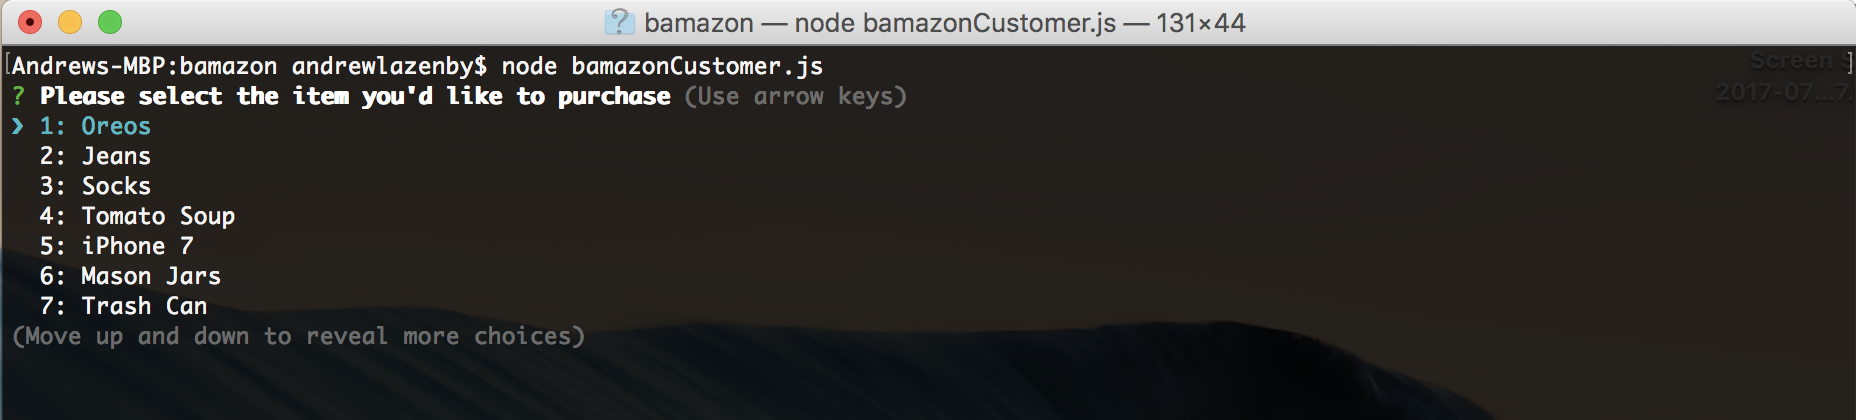 bamazon — node bamazonCustomer.js — 131×44
[Andrews-MBP:bamazon andrewlazenby$ node bamazonCustomer.js ]
? Please select the item you'd like to purchase (Use arrow keys)
❯ 1: Oreos
2: Jeans
3: Socks
4: Tomato Soup
5: iPhone 7
6: Mason Jars
7: Trash Can
(Move up and down to reveal more choices)
Screen S
2017-07...7.